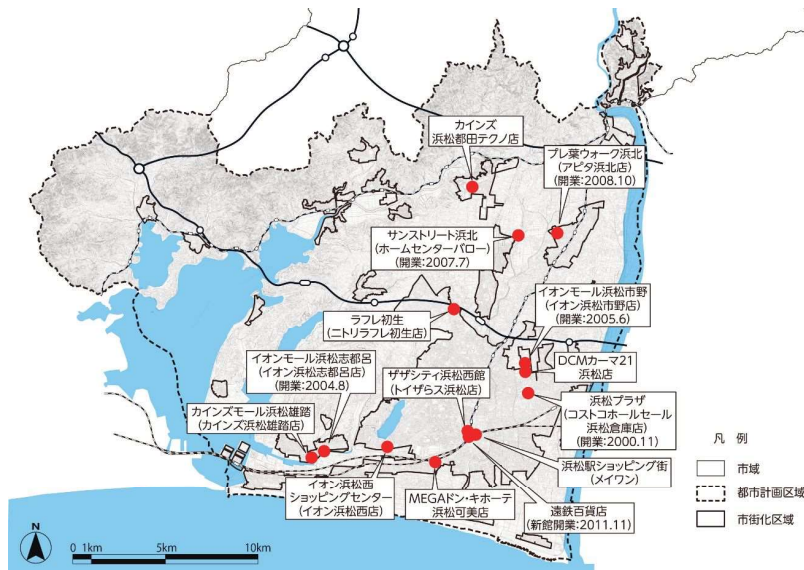 カインズ
浜松都田テクノ店
プレ葉ウォーク浜北
(アピタ浜北店)
(開業:2008.10)
サンストリート浜北
(ホームセンターバロー)
(開業:2007.7)
イオンモール浜松市野
(イオン浜松市野店)
(開業:2005.6)
ラフレ初生
(ニトリラフレ初生店)
イオンモール浜松志都呂
(イオン浜松志都呂店)
(開業:2004.8)
ザザシティ浜松西館
(トイザらス浜松店)
DCMカーマ21
浜松店
カインズモール浜松雄踏
(カインズ浜松雄踏店)
浜松プラザ
(コストコホールセール
浜松倉庫店)
(開業:2000.11)
浜松駅ショッピング街
(メイワン)
イオン浜松西
ショッピングセンター
(イオン浜松西店)
MEGAドン・キホーテ
浜松可美店
遠鉄百貨店
(新館開業:2011.11)
凡 例
市域
都市計画区域
市街化区域
N
0 1km 5km 10km